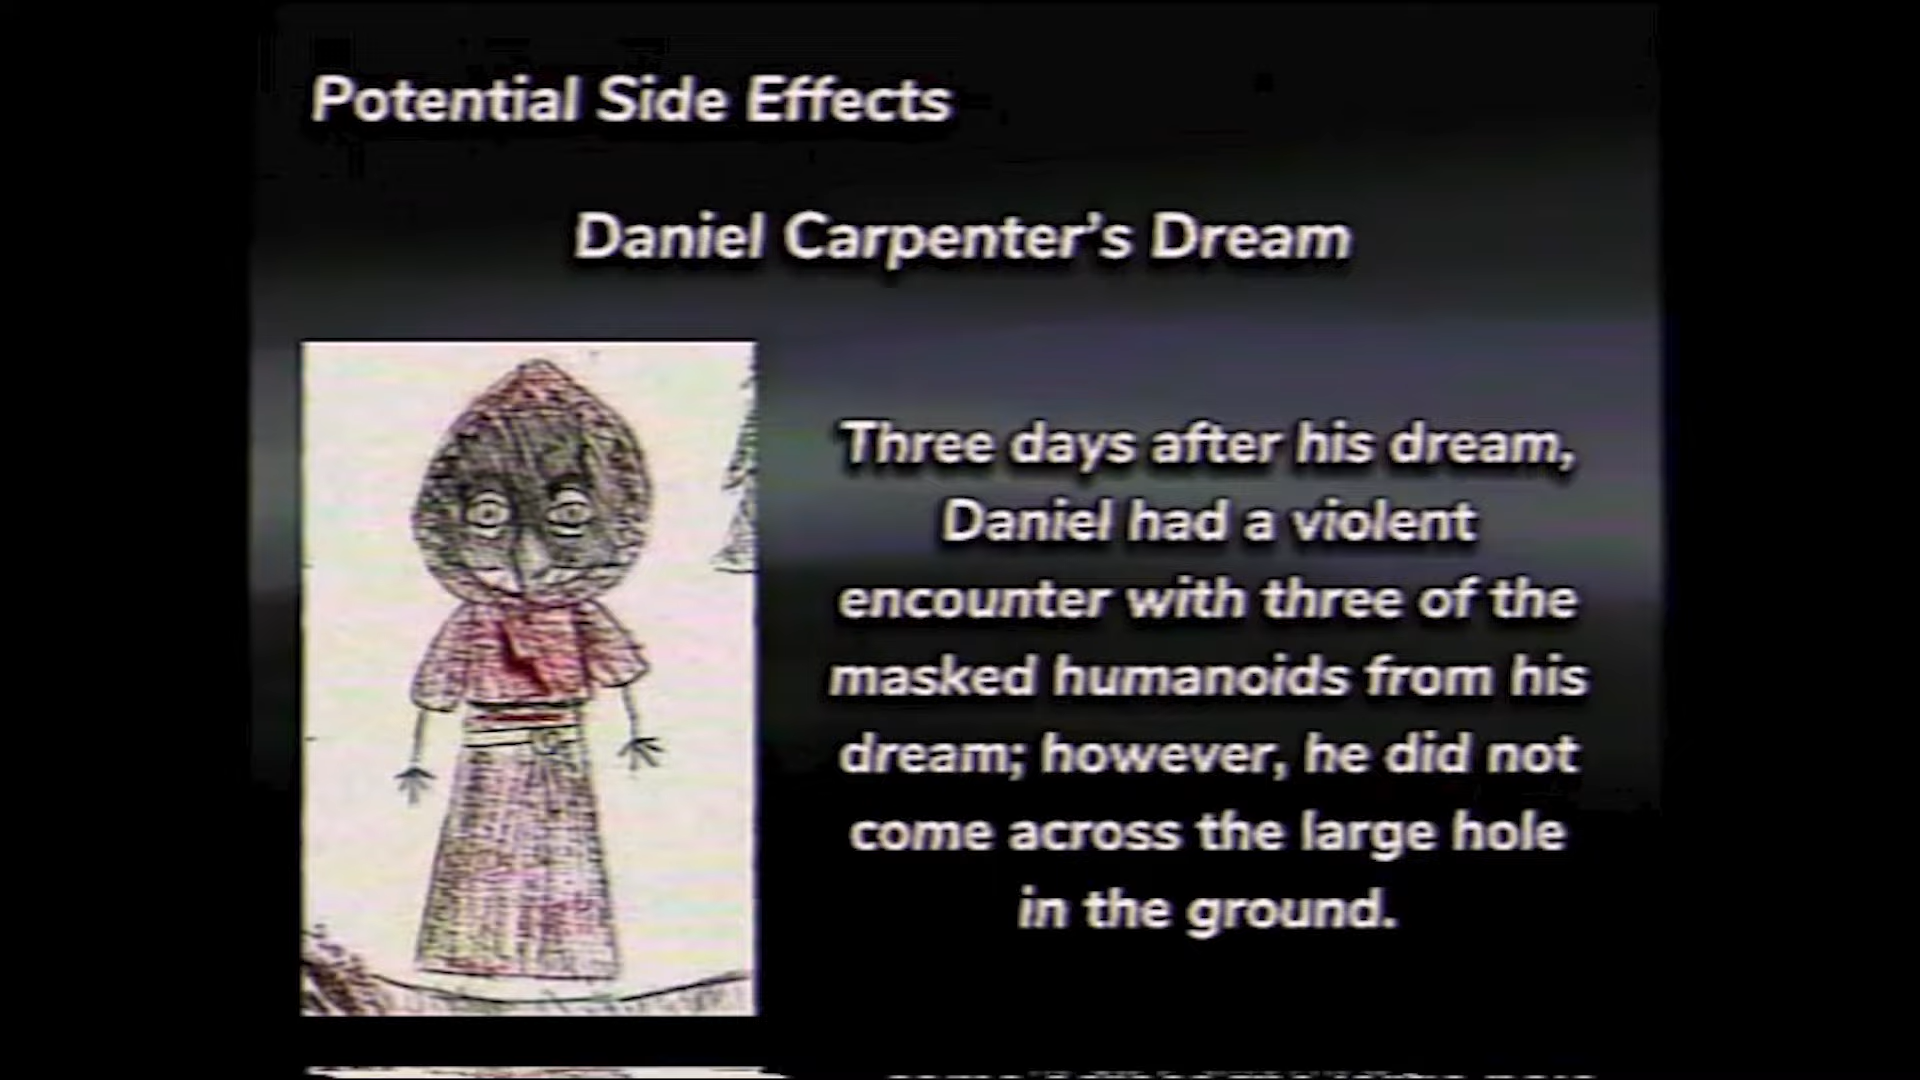 Potential Side Effects
Daniel Carpenter's Dream
Three days after his dream,
Daniel had a violent
encounter with three of the
masked humanoids from his
dream; however, he did not
come across the large hole
in the ground.